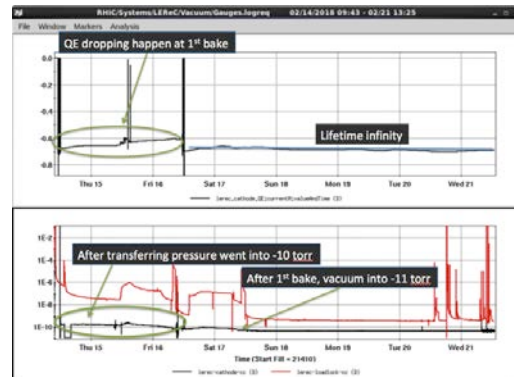 RHIC/Systems/LEReC/Vacuum/Gauges.logreq 02/14/2018 09:43 - 02/21 13:25
File Window Markers Analysis
QE dropping happen at 1st bake
0.0
-0.2
-0.4
-0.6
-0.8
Lifetime infinity
Thu 15 Fri 16 Sat 17 Sun 18 Mon 19 Tue 20 Wed 21
1E-2
1E-4
1E-6
1E-8
1E-10
After transferring pressure went into -10 torr
After 1st bake, vacuum into -11 torr
Thu 15 Fri 16 Sat 17 Sun 18 Mon 19 Tue 20 Wed 21
Time (Start Fill = 21410)